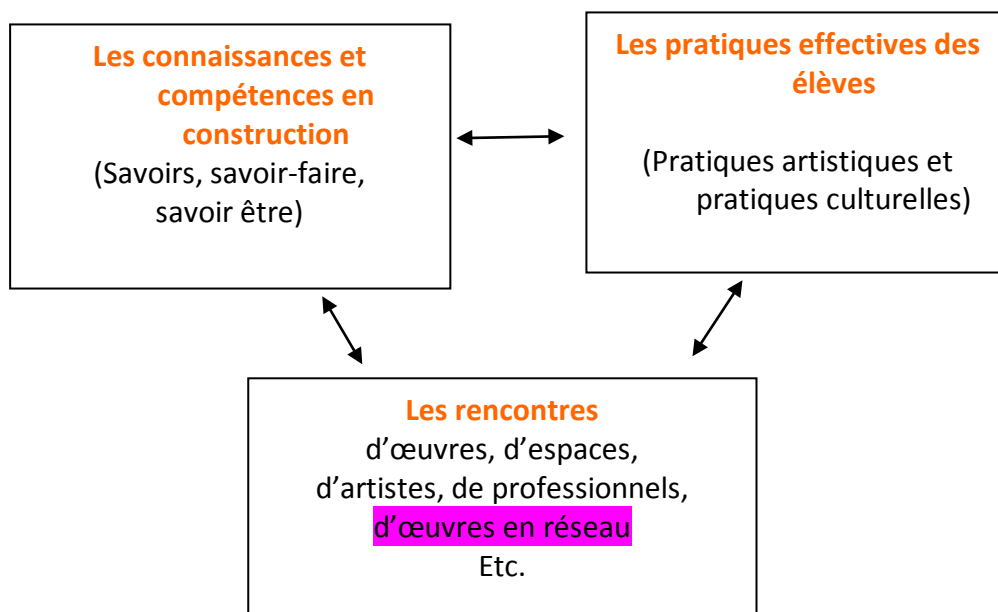 Les connaissances et
compétences en
construction
(Savoirs, savoir-faire,
savoir être)
Les pratiques effectives des
élèves
(Pratiques artistiques et
pratiques culturelles)
Les rencontres
d’œuvres, d’espaces,
d’artistes, de professionnels,
d’œuvres en réseau
Etc.